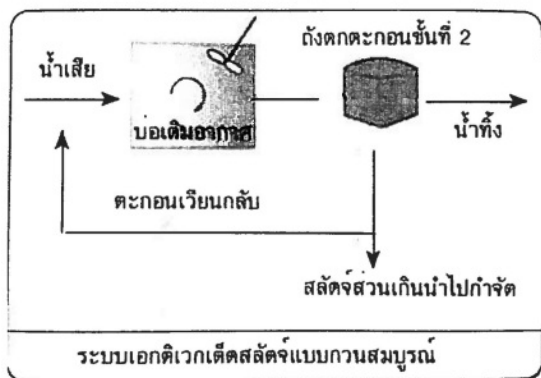 ถังตกตะกอนชั้นที่ 2
น้ำเสีย
บ่อเติมอากาศ
น้ำทิ้ง
ตะกอนเวียนกลับ
สลัดจ์ส่วนเกินนำไปกำจัด
ระบบเอกติเวกเต็ดสลัดจ์แบบกวนสมบูรณ์